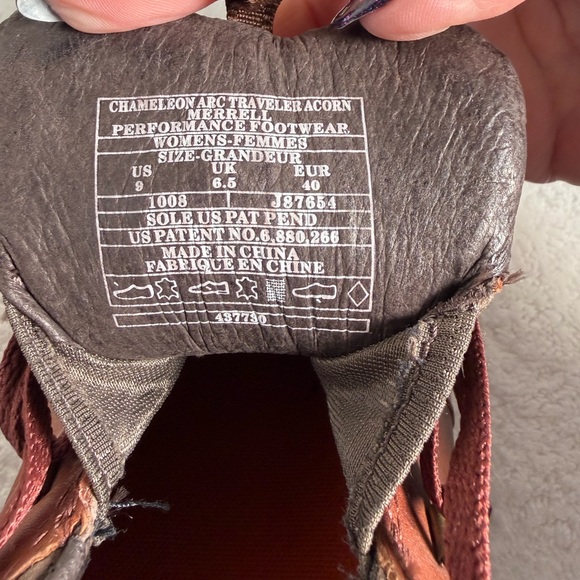 CHAMELEON ARC TRAVELER ACORN
MERRELL
PERFORMANCE FOOTWEAR
WOMENS-FEMMES
SIZE-GRANDEUR
US UK EUR
9 6.5 40
1008 J87654
SOLE US PAT PEND
US PATENT NO.6,880,266
MADE IN CHINA
FABRIQUE EN CHINE
437730